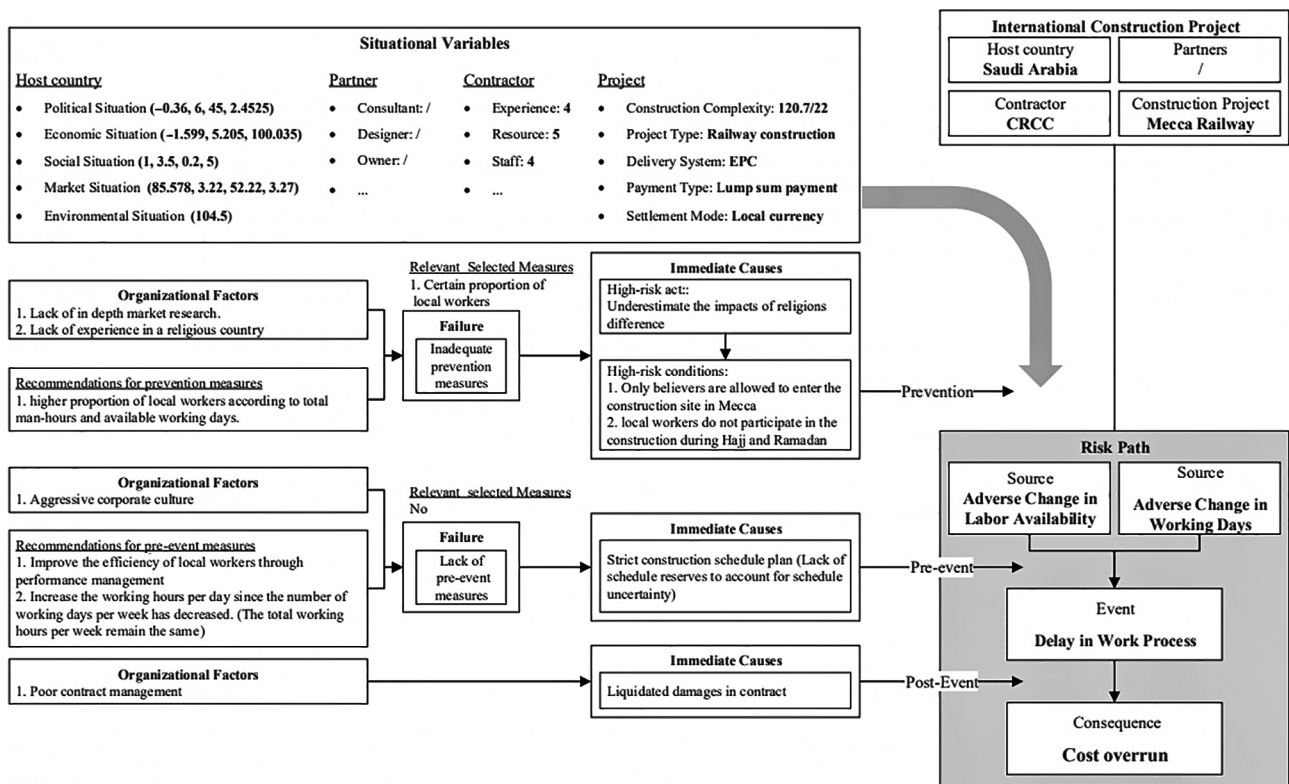 Situational Variables
Host country
• Political Situation (−0.36, 6, 45, 2.4525)
• Economic Situation (−1.599, 5.205, 100.035)
• Social Situation (1, 3.5, 0.2, 5)
• Market Situation (85.578, 3.22, 52.22, 3.27)
• Environmental Situation (104.5)
Partner
• Consultant: /
• Designer: /
• Owner: /
• ...
Contractor
• Experience: 4
• Resource: 5
• Staff: 4
• ...
Project
• Construction Complexity: 120.7/22
• Project Type: Railway construction
• Delivery System: EPC
• Payment Type: Lump sum payment
• Settlement Mode: Local currency
International Construction Project
Host country
Saudi Arabia
Partners
/
Contractor
CRCC
Construction Project
Mecca Railway
Organizational Factors
1. Lack of in depth market research.
2. Lack of experience in a religious country
Recommendations for prevention measures
1. higher proportion of local workers according to total
man-hours and available working days.
Relevant Selected Measures
1. Certain proportion of
local workers
Failure
Inadequate
prevention
measures
Immediate Causes
High-risk act::
Underestimate the impacts of religions
difference
High-risk conditions:
1. Only believers are allowed to enter the
construction site in Mecca
2. local workers do not participate in the
construction during Hajj and Ramadan
Prevention
Organizational Factors
1. Aggressive corporate culture
Recommendations for pre-event measures
1. Improve the efficiency of local workers through
performance management
2. Increase the working hours per day since the number of
working days per week has decreased. (The total working
hours per week remain the same)
Relevant selected Measures
No
Failure
Lack of
pre-event
measures
Immediate Causes
Strict construction schedule plan (Lack of
schedule reserves to account for schedule
uncertainty)
Pre-event
Organizational Factors
1. Poor contract management
Immediate Causes
Liquidated damages in contract
Post-Event
Risk Path
Source
Adverse Change in
Labor Availability
Source
Adverse Change in
Working Days
Event
Delay in Work Process
Consequence
Cost overrun